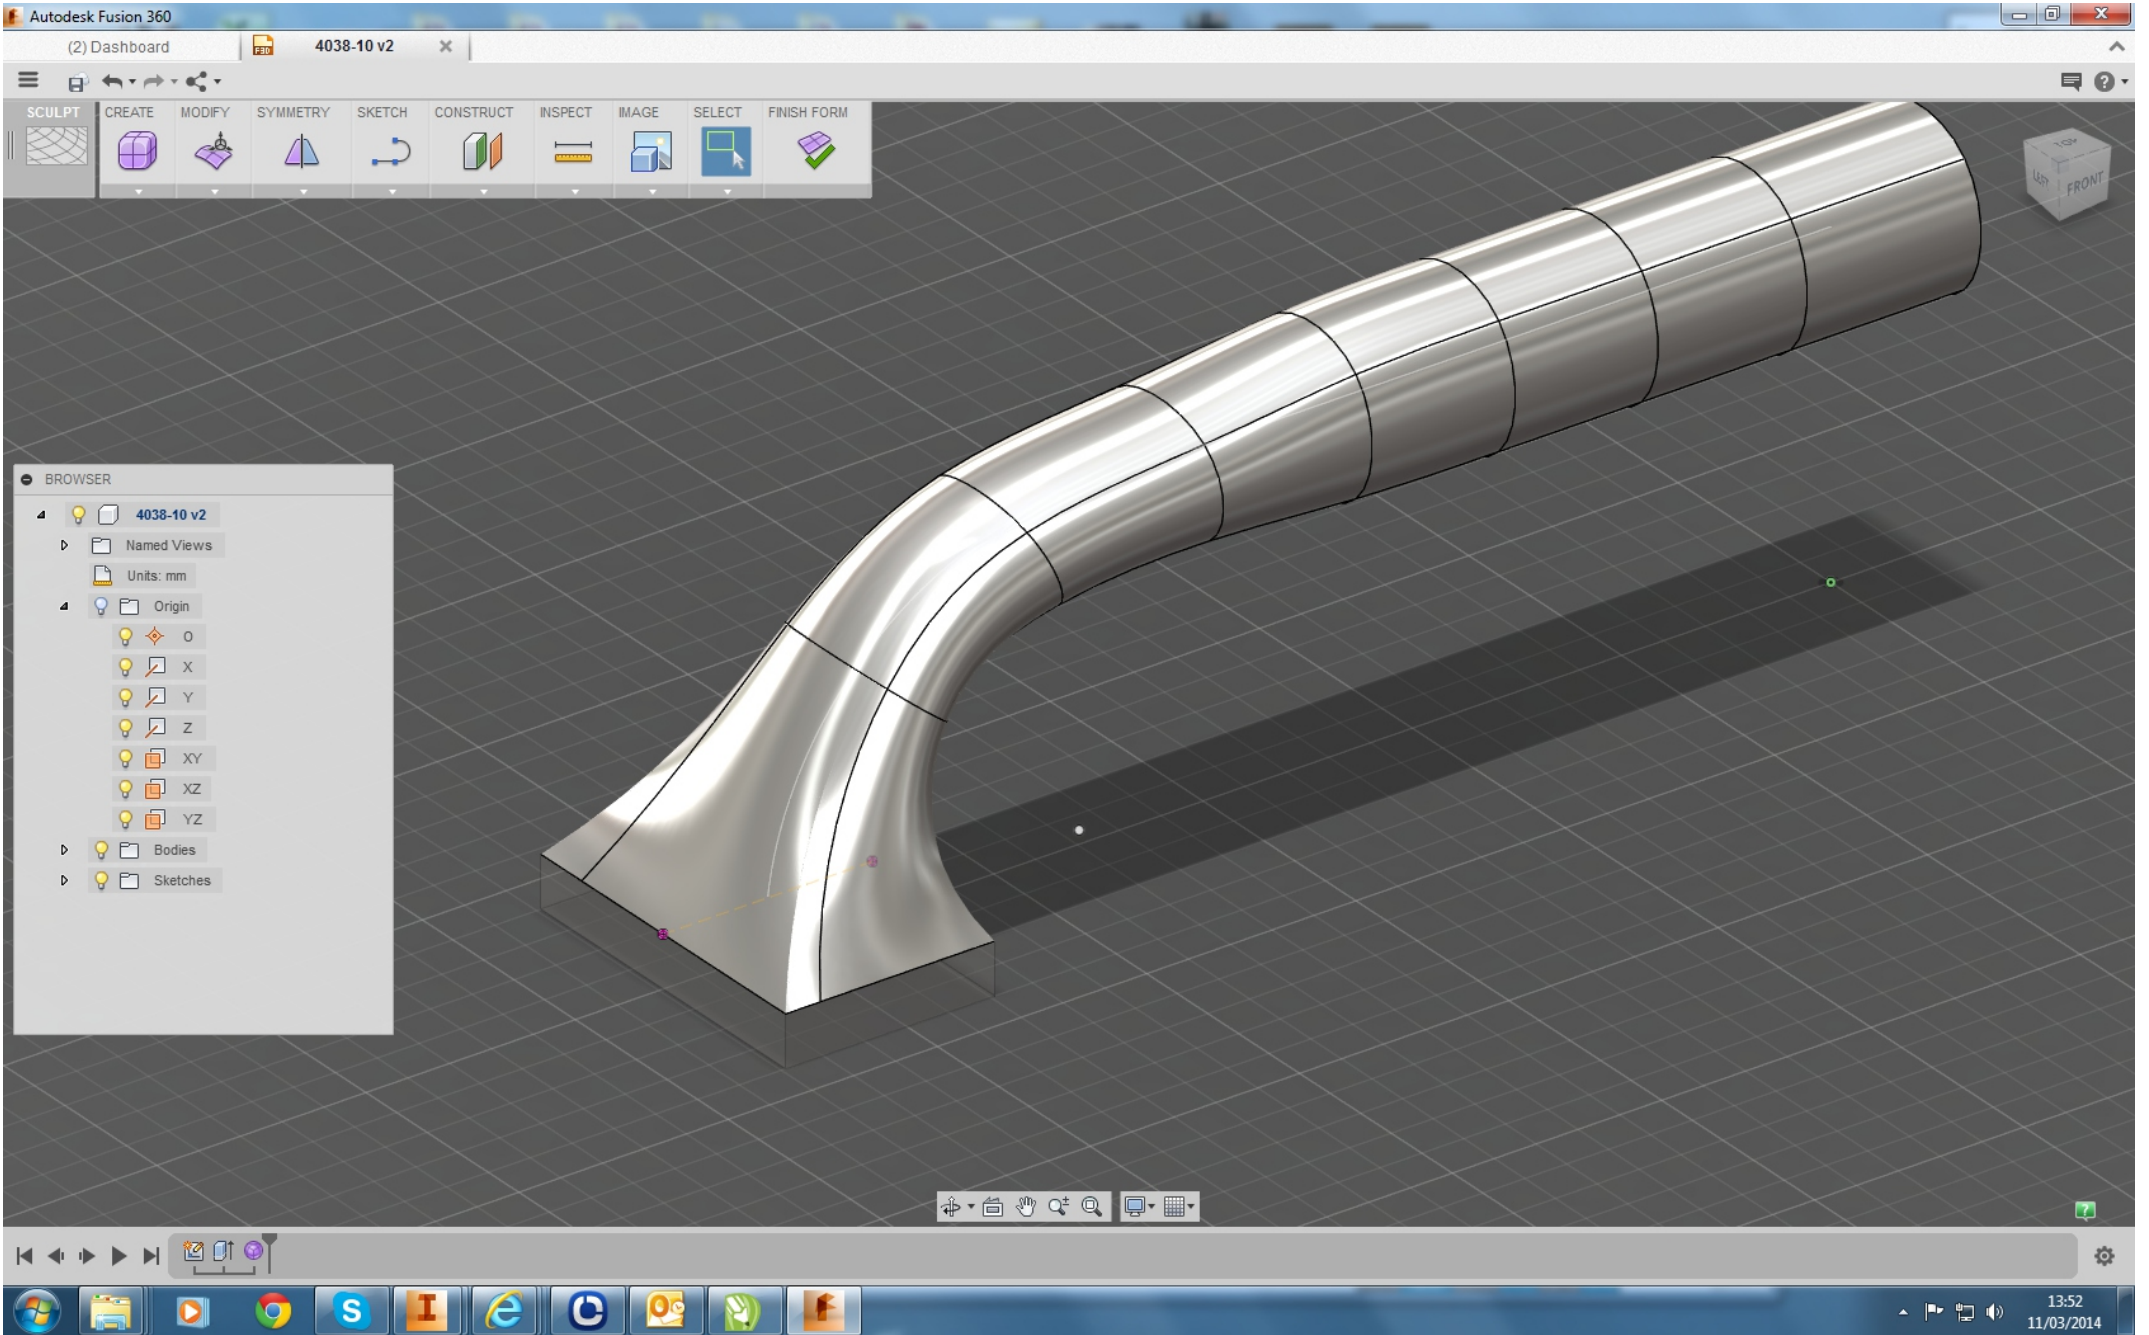 Autodesk Fusion 360
(2) Dashboard
4038-10 v2
SCULPT
CREATE
MODIFY
SYMMETRY
SKETCH
CONSTRUCT
INSPECT
IMAGE
SELECT
FINISH FORM
TOP
LEFT
FRONT
BROWSER
4038-10 v2
Named Views
Units: mm
Origin
O
X
Y
Z
XY
XZ
YZ
Bodies
Sketches
13:52
11/03/2014